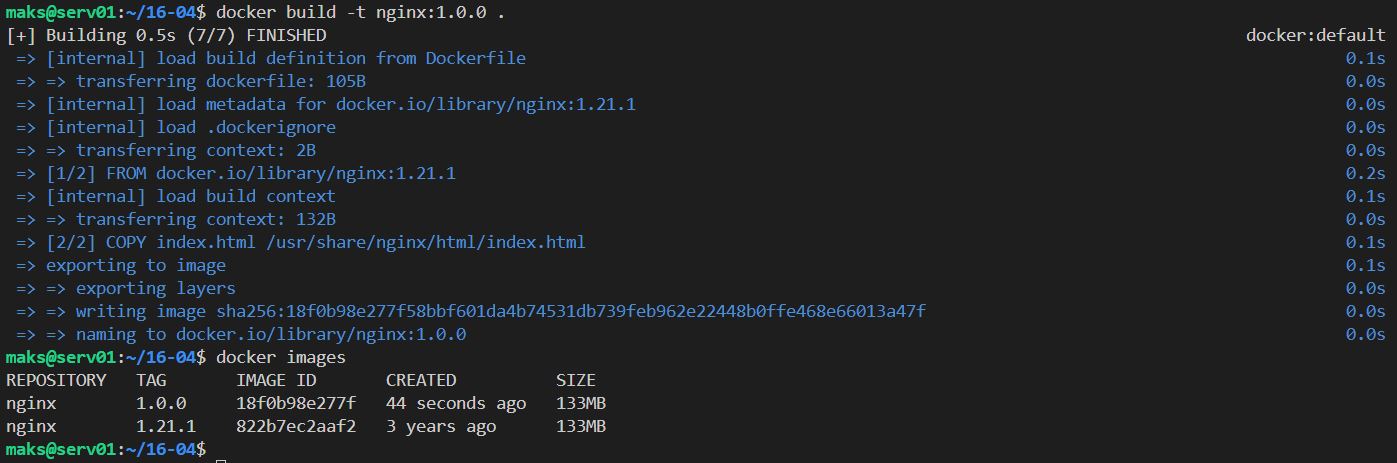 maks@serv01:~/16-04$ docker build -t nginx:1.0.0 .
[+] Building 0.5s (7/7) FINISHED docker:default
=> [internal] load build definition from Dockerfile 0.1s
=> => transferring dockerfile: 105B 0.0s
=> [internal] load metadata for docker.io/library/nginx:1.21.1 0.0s
=> [internal] load .dockerignore 0.0s
=> => transferring context: 2B 0.0s
=> [1/2] FROM docker.io/library/nginx:1.21.1 0.2s
=> [internal] load build context 0.1s
=> => transferring context: 132B 0.0s
=> [2/2] COPY index.html /usr/share/nginx/html/index.html 0.1s
=> exporting to image 0.1s
=> => exporting layers 0.0s
=> => writing image sha256:18f0b98e277f58bbf601da4b74531db739feb962e22448b0ffe468e66013a47f 0.0s
=> => naming to docker.io/library/nginx:1.0.0 0.0s
maks@serv01:~/16-04$ docker images
REPOSITORY TAG IMAGE ID CREATED SIZE
nginx 1.0.0 18f0b98e277f 44 seconds ago 133MB
nginx 1.21.1 822b7ec2aaf2 3 years ago 133MB
maks@serv01:~/16-04$